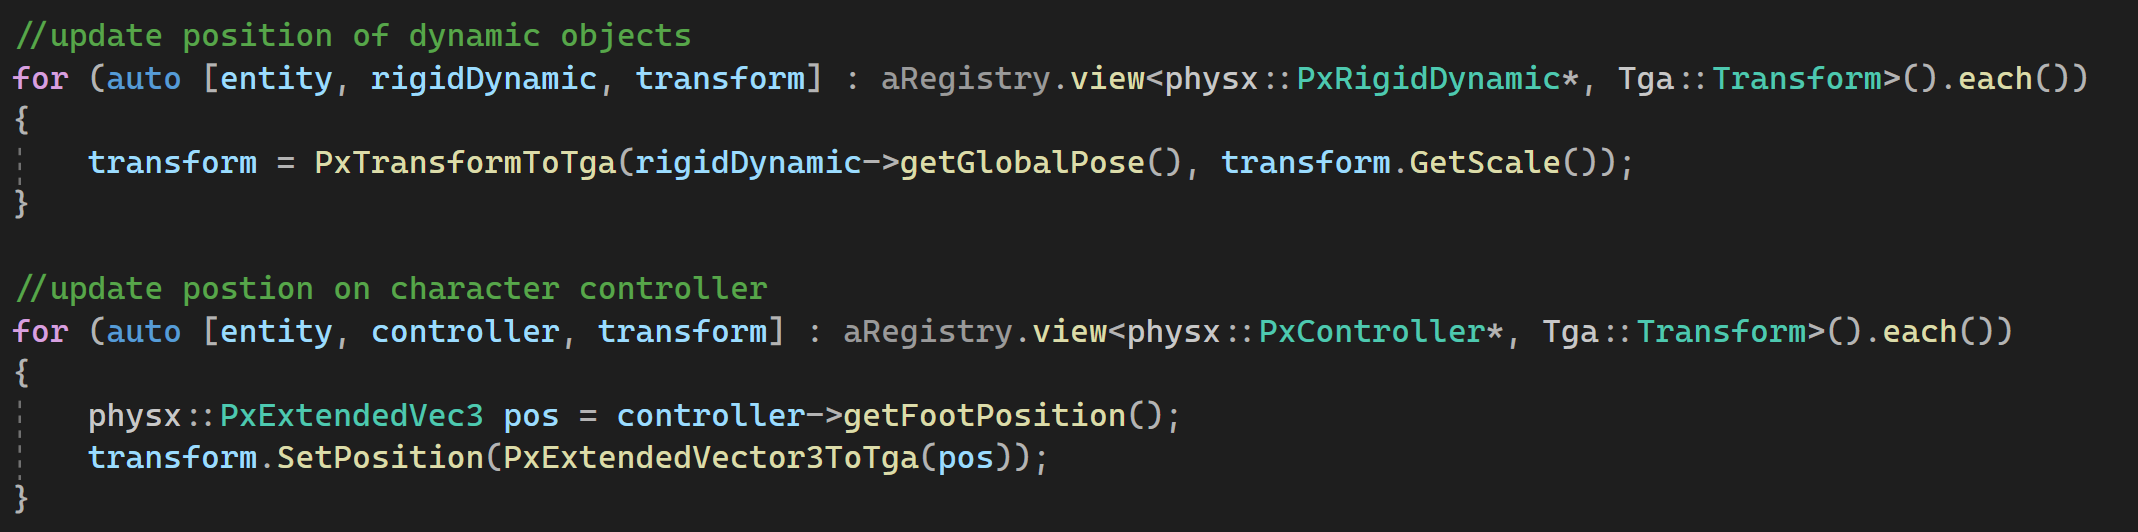 //update position of dynamic objects
for (auto [entity, rigidDynamic, transform] : aRegistry.view<physx::PxRigidDynamic*, Tga::Transform>().each())
{
    transform = PxTransformToTga(rigidDynamic->getGlobalPose(), transform.GetScale());
}

//update postion on character controller
for (auto [entity, controller, transform] : aRegistry.view<physx::PxController*, Tga::Transform>().each())
{
    physx::PxExtendedVec3 pos = controller->getFootPosition();
    transform.SetPosition(PxExtendedVector3ToTga(pos));
}